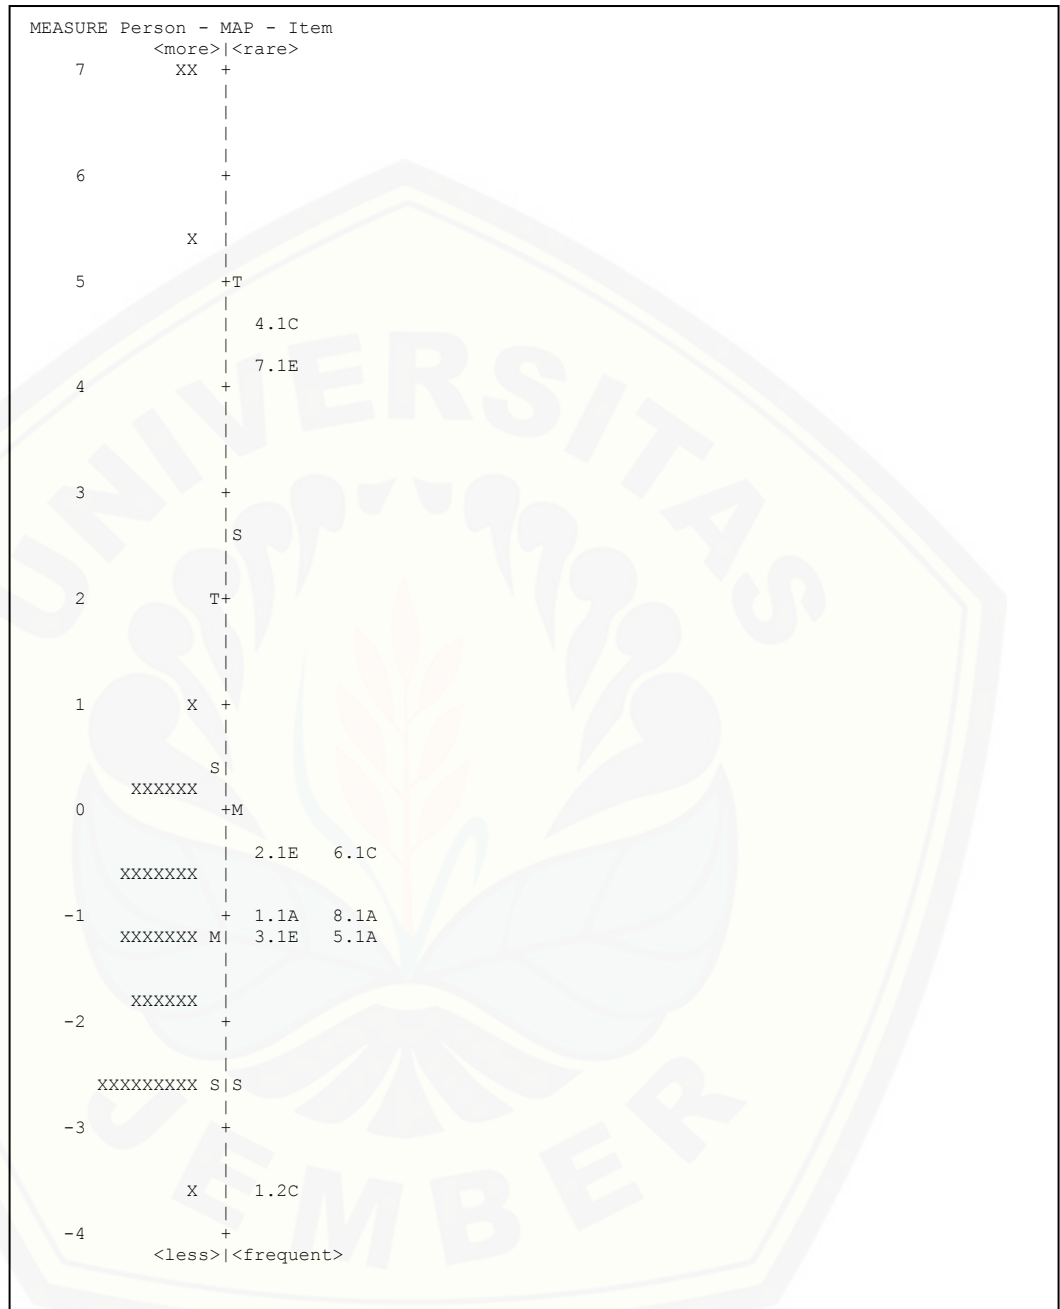 MEASURE Person - MAP - Item
<more>|<rare>
7 XX +
|
|
|
|
6 +
|
|
X |
|
5 +T
|
| 4.1C
|
| 7.1E
4 +
|
|
|
|
3 +
|
|S
|
|
2 T+
|
|
|
|
1 X +
|
|
S|
XXXXXX |
0 +M
|
| 2.1E 6.1C
XXXXXXX |
|
-1 + 1.1A 8.1A
XXXXXXX M| 3.1E 5.1A
|
|
XXXXXX |
-2 +
|
|
XXXXXXXXX S|S
|
-3 +
|
|
X | 1.2C
|
-4 +
<less>|<frequent>
UNIVERSITAS
JEMBER